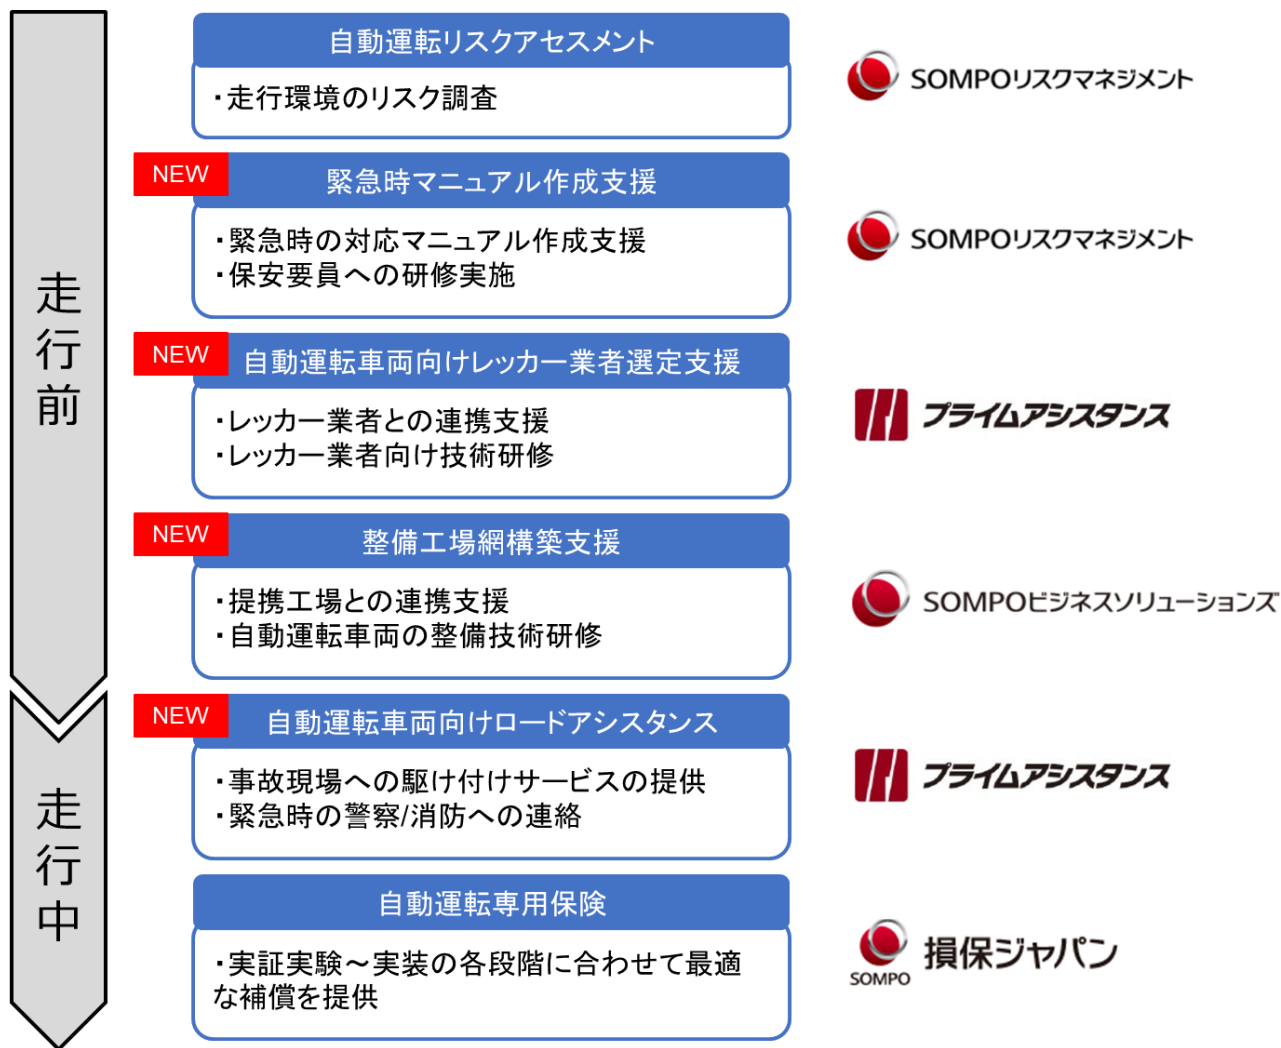 走行前
自動運転リスクアセスメント
・走行環境のリスク調査
SOMPOリスクマネジメント
NEW
緊急時マニュアル作成支援
・緊急時の対応マニュアル作成支援
・保安要員への研修実施
SOMPOリスクマネジメント
NEW
自動運転車両向けレッカー業者選定支援
・レッカー業者との連携支援
・レッカー業者向け技術研修
プライムアシスタンス
NEW
整備工場網構築支援
・提携工場との連携支援
・自動運転車両の整備技術研修
SOMPOビジネスソリューションズ
走行中
NEW
自動運転車両向けロードアシスタンス
・事故現場への駆け付けサービスの提供
・緊急時の警察/消防への連絡
プライムアシスタンス
自動運転専用保険
・実証実験～実装の各段階に合わせて最適
な補償を提供
SOMPO
損保ジャパン